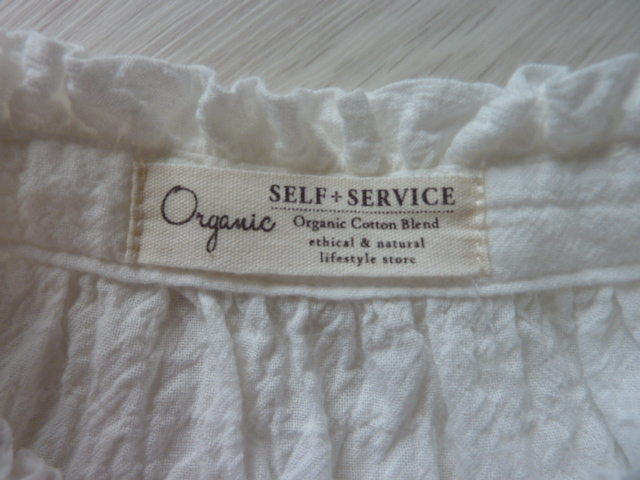 Organic
SELF+SERVICE
Organic Cotton Blend
ethical & natural
lifestyle store